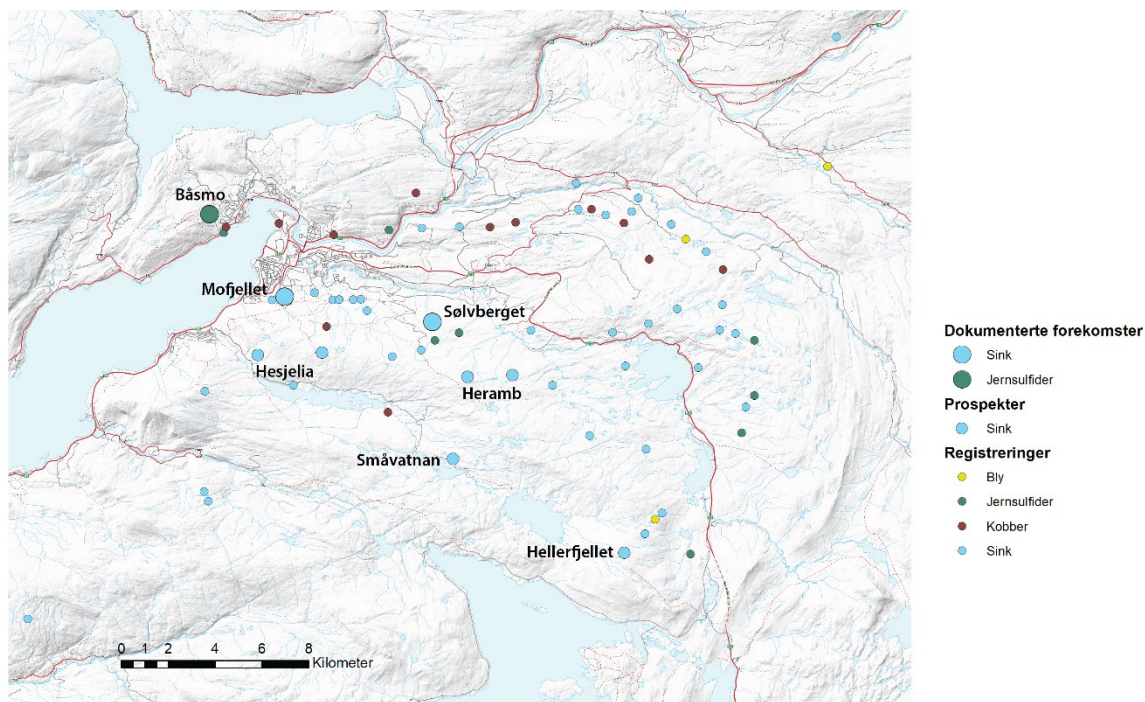 Båsmo
Mofjellet
Sølvberget
Hesjelia
Heramb
Småvatnan
Hellerfjellet
0 1 2 4 6 8
Kilometer
Dokumenterte forekomster
Sink
Jernsulfider
Prospekter
Sink
Registreringer
Bly
Jernsulfider
Kobber
Sink